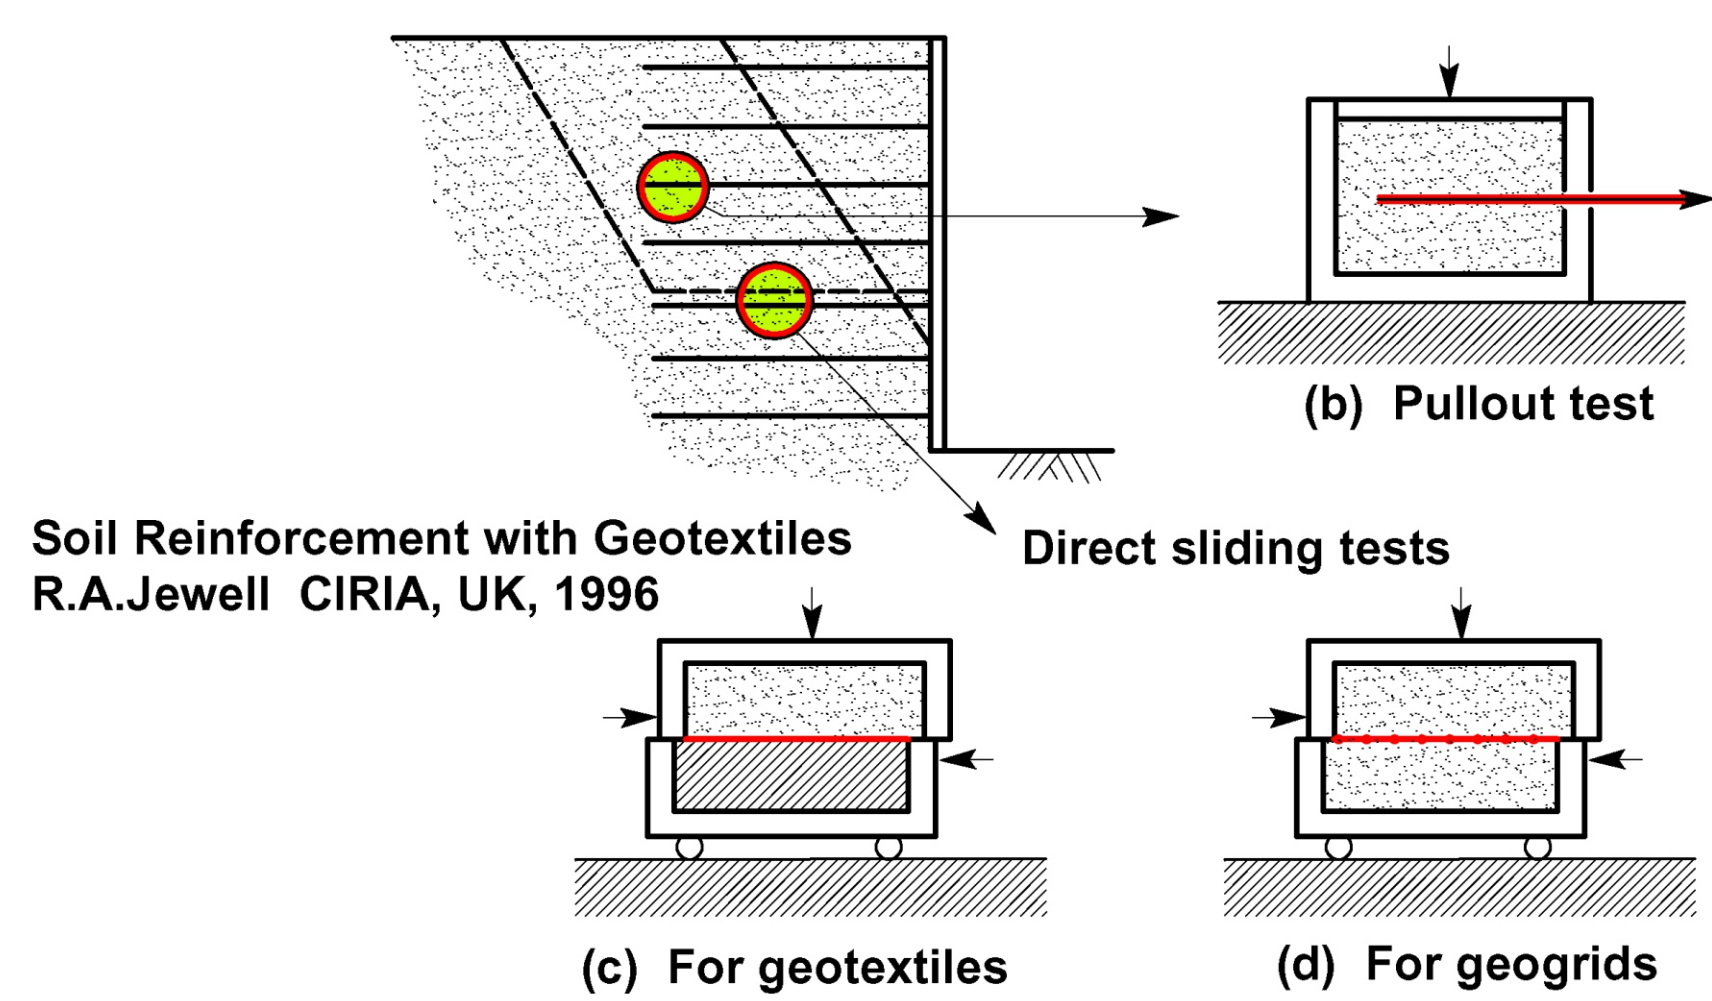 (b) Pullout test
Soil Reinforcement with Geotextiles
R.A.Jewell CIRIA, UK, 1996
Direct sliding tests
(c) For geotextiles
(d) For geogrids